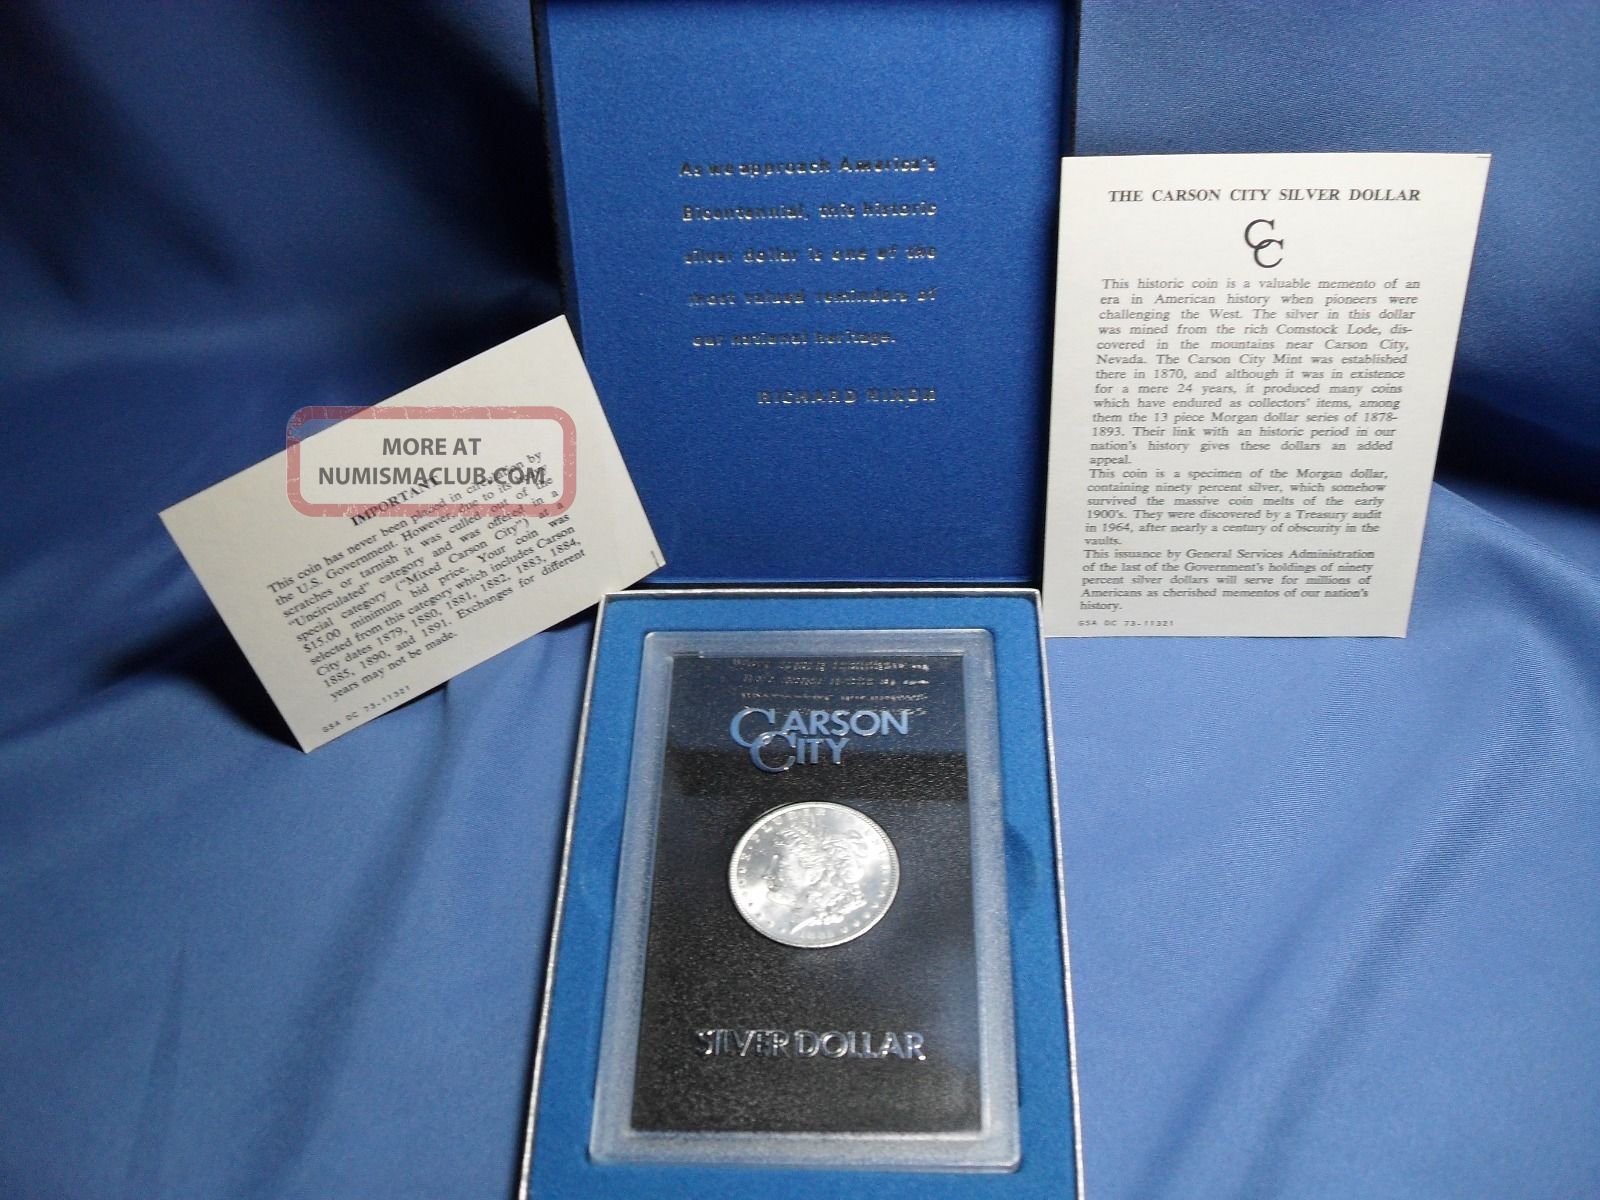 As we approach America's
Bicentennial, this historic
silver dollar is one of the
most valued reminders of
our national heritage.
RICHARD NIXON
THE CARSON CITY SILVER DOLLAR
CC
This historic coin is a valuable memento of an
era in American history when pioneers were
challenging the West. The silver in this dollar
was mined from the rich Comstock Lode, dis-
covered in the mountains near Carson City,
Nevada. The Carson City Mint was established
there in 1870, and although it was in existence
for a mere 24 years, it produced many coins
which have endured as collectors' items, among
them the 13 piece Morgan dollar series of 1878-
1893. Their link with an historic period in our
nation's history gives these dollars an added
appeal.
This coin is a specimen of the Morgan dollar,
containing ninety percent silver, which somehow
survived the massive coin melts of the early
1900's. They were discovered by a Treasury audit
in 1964, after nearly a century of obscurity in the
vaults.
This issuance by General Services Administration
of the last of the Government's holdings of ninety
percent silver dollars will serve for millions of
Americans as cherished mementos of our nation's
history.
GSA DC 73-11321
MORE AT
NUMISMACLUB.COM
IMPORTANT
This coin has never been placed in circulation by
the U.S. Government. However, due to its
scratches or tarnish it was culled out of the
"Uncirculated" category and was offered in a
special category ("Mixed Carson City") at a
$15.00 minimum bid price. Your coin was
selected from this category which includes Carson
City dates 1879, 1880, 1881, 1882, 1883, 1884,
1885, 1890, and 1891. Exchanges for different
years may not be made.
GSA DC 73-11321
CARSON
CITY
SILVER DOLLAR